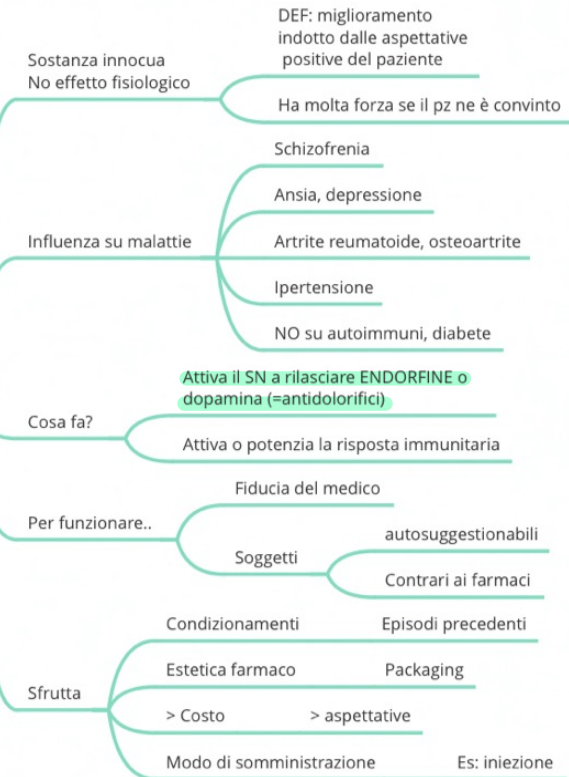 Sostanza innocua
No effetto fisiologico
DEF: miglioramento
indotto dalle aspettative
positive del paziente
Ha molta forza se il pz ne è convinto
Influenza su malattie
Schizofrenia
Ansia, depressione
Artrite reumatoide, osteoartrite
Ipertensione
NO su autoimmuni, diabete
Cosa fa?
Attiva il SN a rilasciare ENDORFINE o
dopamina (=antidolorifici)
Attiva o potenzia la risposta immunitaria
Per funzionare..
Fiducia del medico
Soggetti
autosuggestionabili
Contrari ai farmaci
Sfrutta
Condizionamenti
Episodi precedenti
Estetica farmaco
Packaging
> Costo
> aspettative
Modo di somministrazione
Es: iniezione